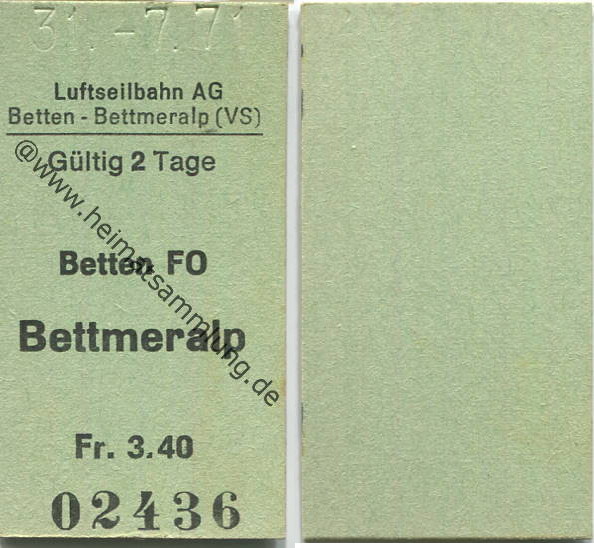 31.-7.71
Luftseilbahn AG
Betten - Bettmeralp (VS)
Gültig 2 Tage
Betten FO
Bettmeralp
Fr. 3.40
02436
@www.heimatsammlung.de